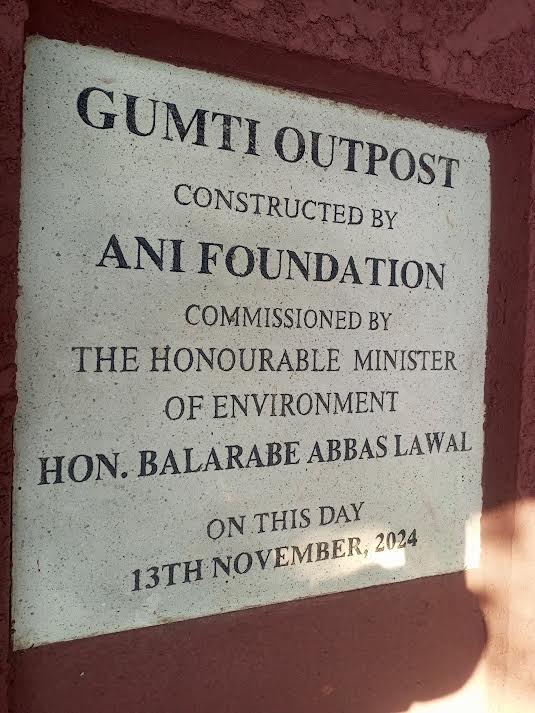 GUMTI OUTPOST
CONSTRUCTED BY
ANI FOUNDATION
COMMISSIONED BY
THE HONOURABLE MINISTER
OF ENVIRONMENT
HON. BALARABE ABBAS LAWAL
ON THIS DAY
13TH NOVEMBER, 2024